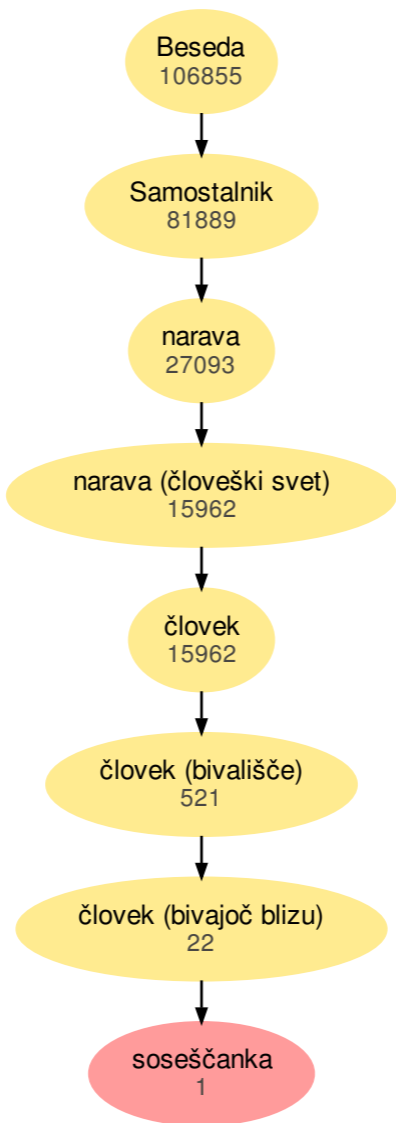 Beseda
106855
Samostalnik
81889
narava
27093
narava (človeški svet)
15962
človek
15962
človek (bivališče)
521
človek (bivajoč blizu)
22
soseščanka
1